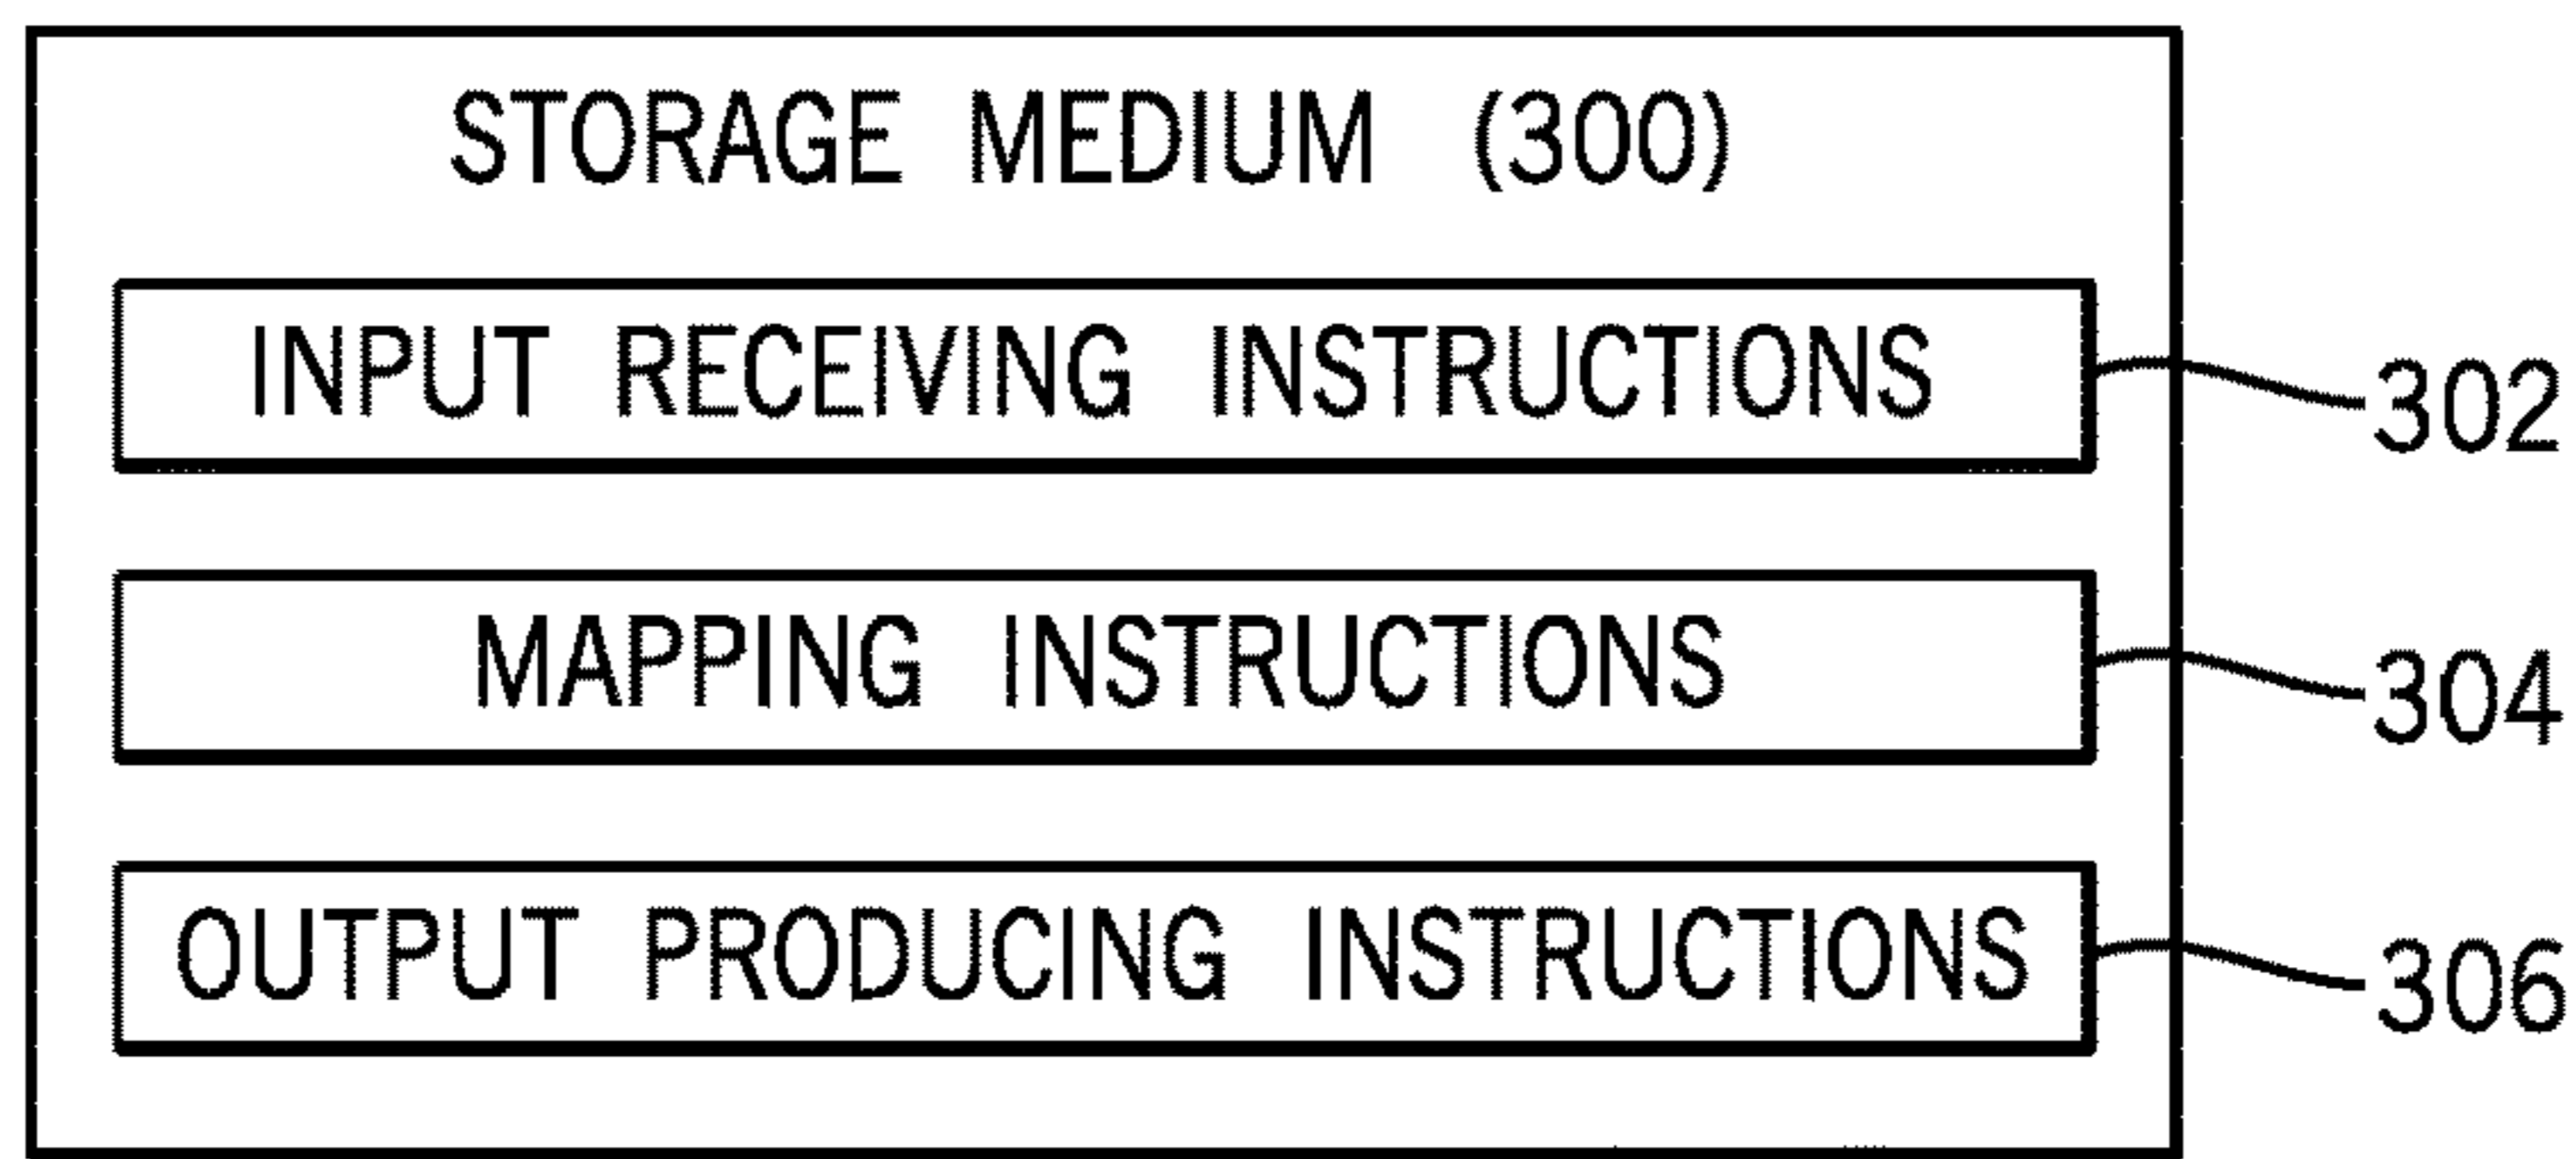 STORAGE MEDIUM (300)
INPUT RECEIVING INSTRUCTIONS
302
MAPPING INSTRUCTIONS
304
OUTPUT PRODUCING INSTRUCTIONS
306